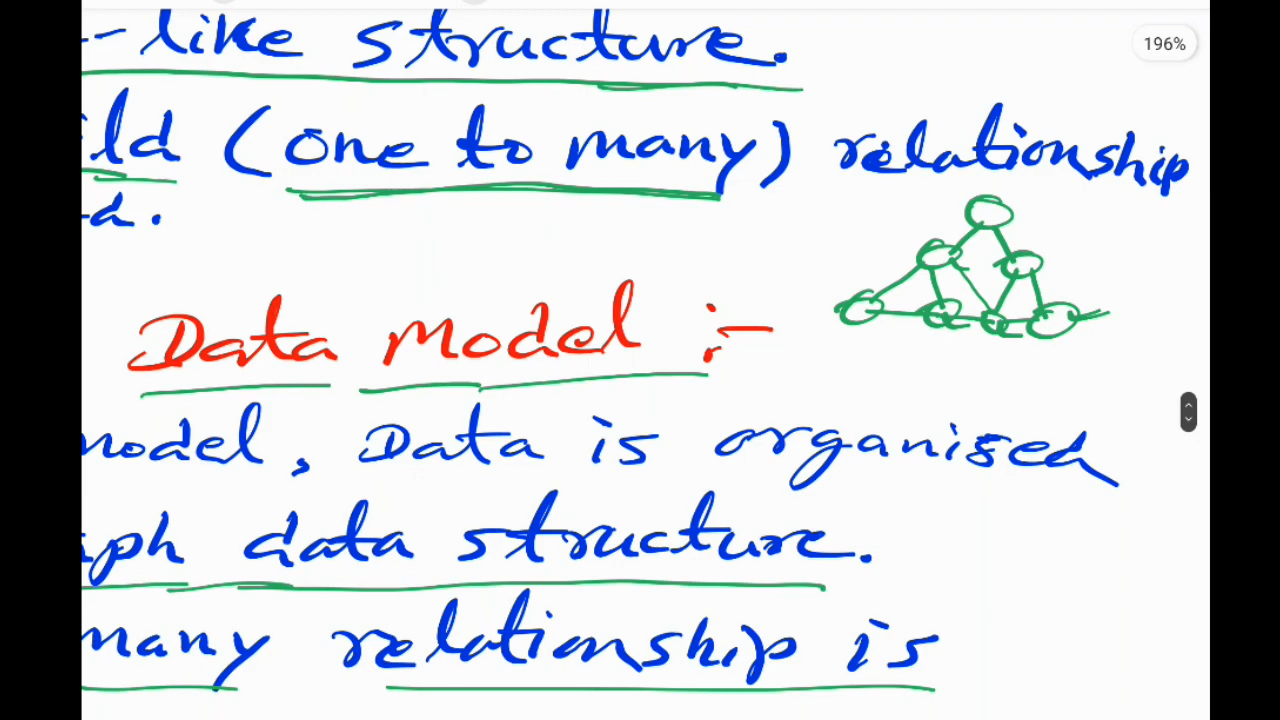 -like structure.
196%
ild (one to many) relationship
d.
Data Model :-
model, Data is organised
aph data structure.
many relationship is